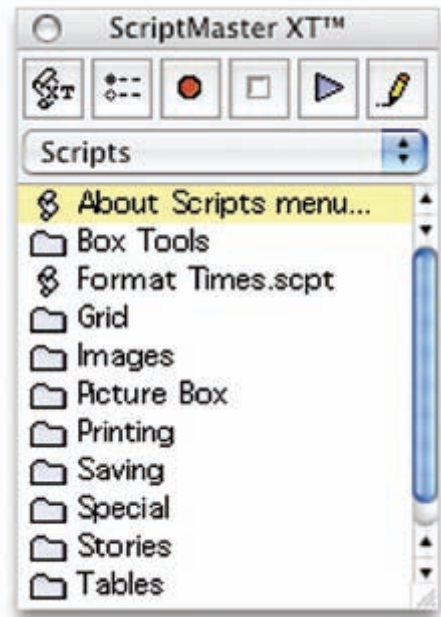 ScriptMaster XT™
XT
Scripts
About Scripts menu...
Box Tools
Format Times.scpt
Grid
Images
Picture Box
Printing
Saving
Special
Stories
Tables